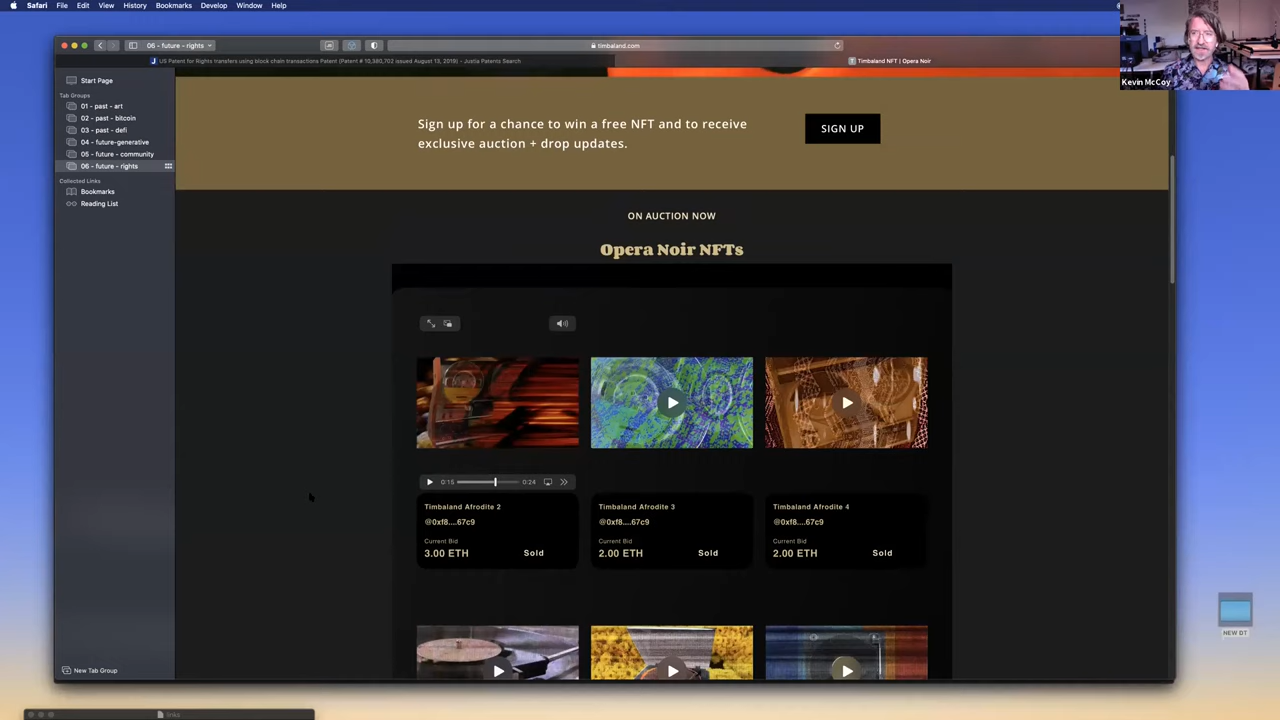 Safari File Edit View History Bookmarks Develop Window Help
06 - future - rights
timbaland.com
US Patent for Rights transfers using block chain transactions Patent (Patent # 10,380,702 issued August 13, 2019) - Justia Patents Search
Timbaland NFT | Opera Noir
Kevin McCoy
Start Page
Tab Groups
01 - past - art
02 - past - bitcoin
03 - past - defi
04 - future-generative
05 - future - community
06 - future - rights
Collected Links
Bookmarks
Reading List
New Tab Group
Sign up for a chance to win a free NFT and to receive
exclusive auction + drop updates.
SIGN UP
ON AUCTION NOW
Opera Noir NFTs
0:15 0:24
Timbaland Afrodite 2
@0xf8....67c9
Current Bid
3.00 ETH Sold
Timbaland Afrodite 3
@0xf8....67c9
Current Bid
2.00 ETH Sold
Timbaland Afrodite 4
@0xf8....67c9
Current Bid
2.00 ETH Sold
NEW DT
links